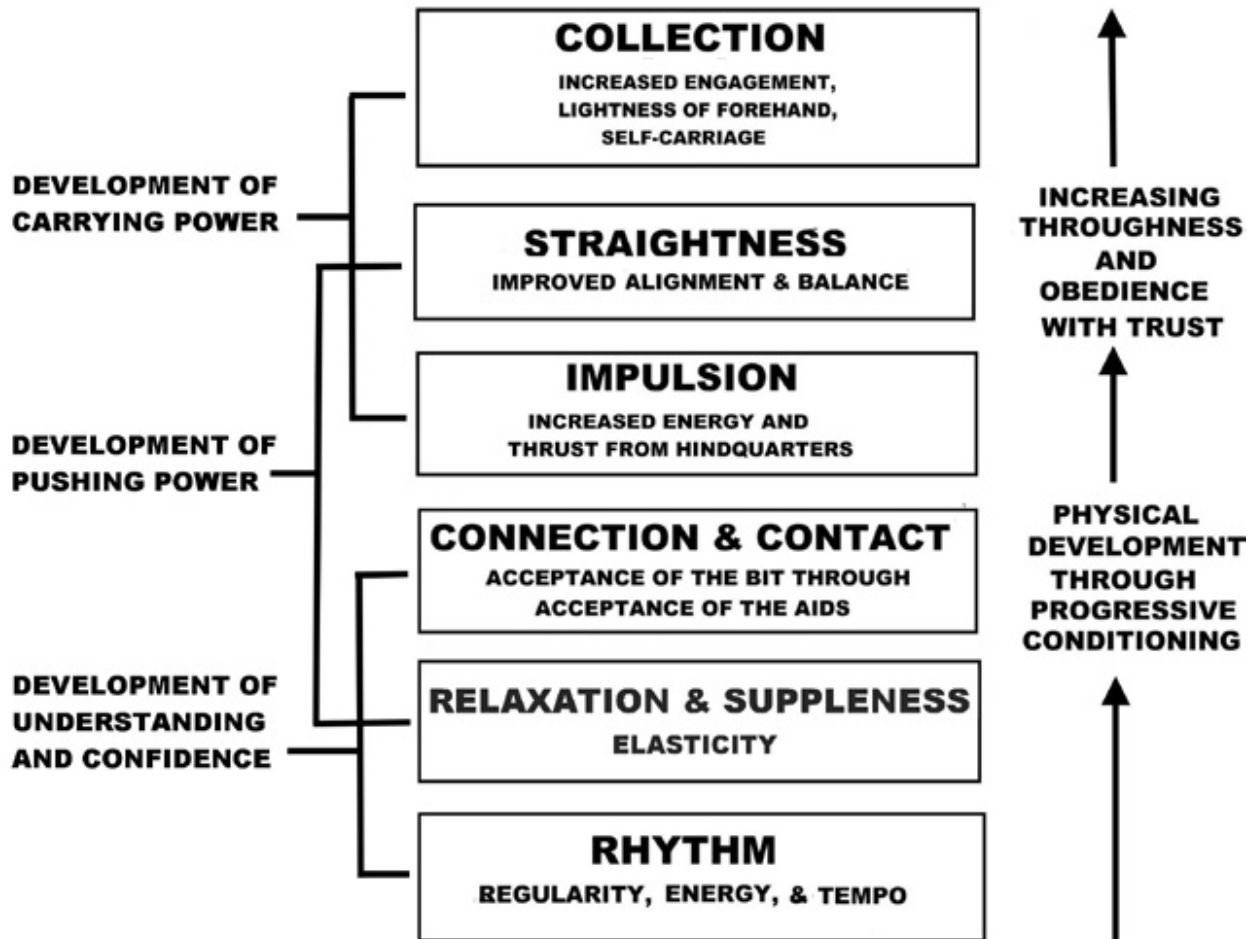 COLLECTION
INCREASED ENGAGEMENT,
LIGHTNESS OF FOREHAND,
SELF-CARRIAGE
STRAIGHTNESS
IMPROVED ALIGNMENT & BALANCE
IMPULSION
INCREASED ENERGY AND
THRUST FROM HINDQUARTERS
CONNECTION & CONTACT
ACCEPTANCE OF THE BIT THROUGH
ACCEPTANCE OF THE AIDS
RELAXATION & SUPPLENESS
ELASTICITY
RHYTHM
REGULARITY, ENERGY, & TEMPO
DEVELOPMENT OF
CARRYING POWER
DEVELOPMENT OF
PUSHING POWER
DEVELOPMENT OF
UNDERSTANDING
AND CONFIDENCE
INCREASING
THROUGHNESS
AND
OBEDIENCE
WITH TRUST
PHYSICAL
DEVELOPMENT
THROUGH
PROGRESSIVE
CONDITIONING